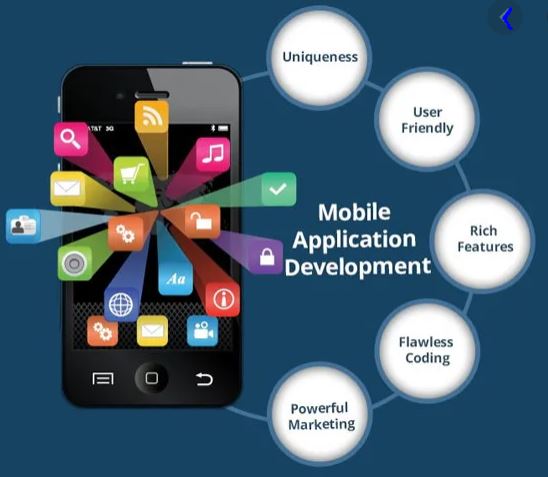 AT&T 3G
Uniqueness
User
Friendly
Mobile
Application
Development
Rich
Features
Aa
Flawless
Coding
Powerful
Marketing